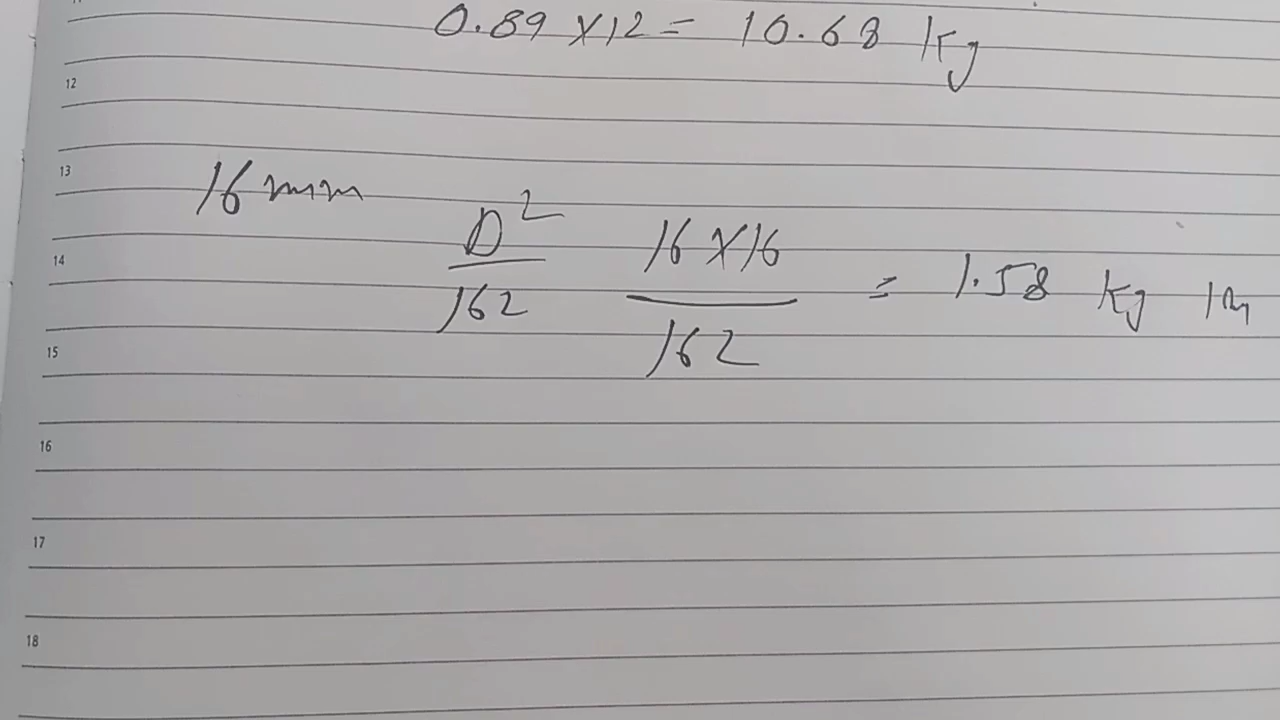 0.89 X 12 = 10.68 kg
12
13
16 mm
D² 16 X 16
14
= 1.58 kg 1m
162 162
15
16
17
18